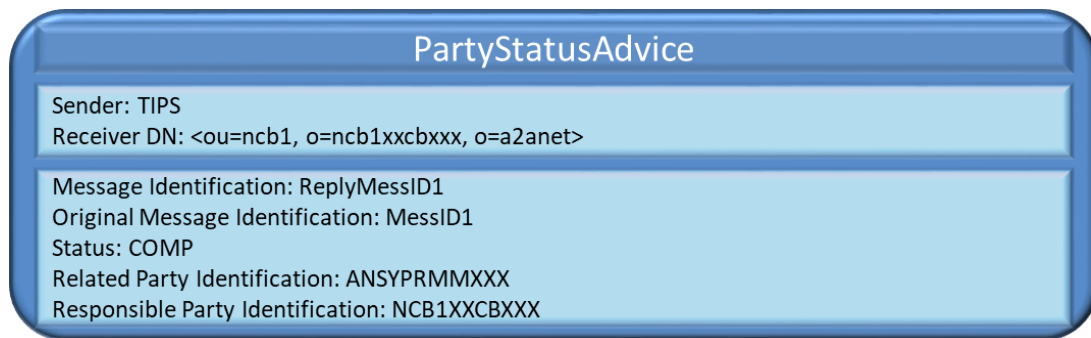 PartyStatusAdvice
Sender: TIPS
Receiver DN: <ou=ncb1, o=ncb1xxcbxxx, o=a2anet>
Message Identification: ReplyMessID1
Original Message Identification: MessID1
Status: COMP
Related Party Identification: ANSYPRMMXXX
Responsible Party Identification: NCB1XXCBXXX